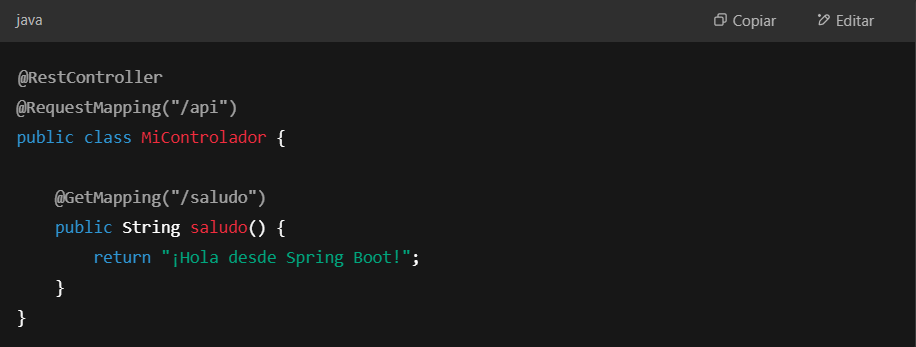 java Copiar Editar
@RestController
@RequestMapping("/api")
public class MiControlador {
@GetMapping("/saludo")
public String saludo() {
return "¡Hola desde Spring Boot!";
}
}